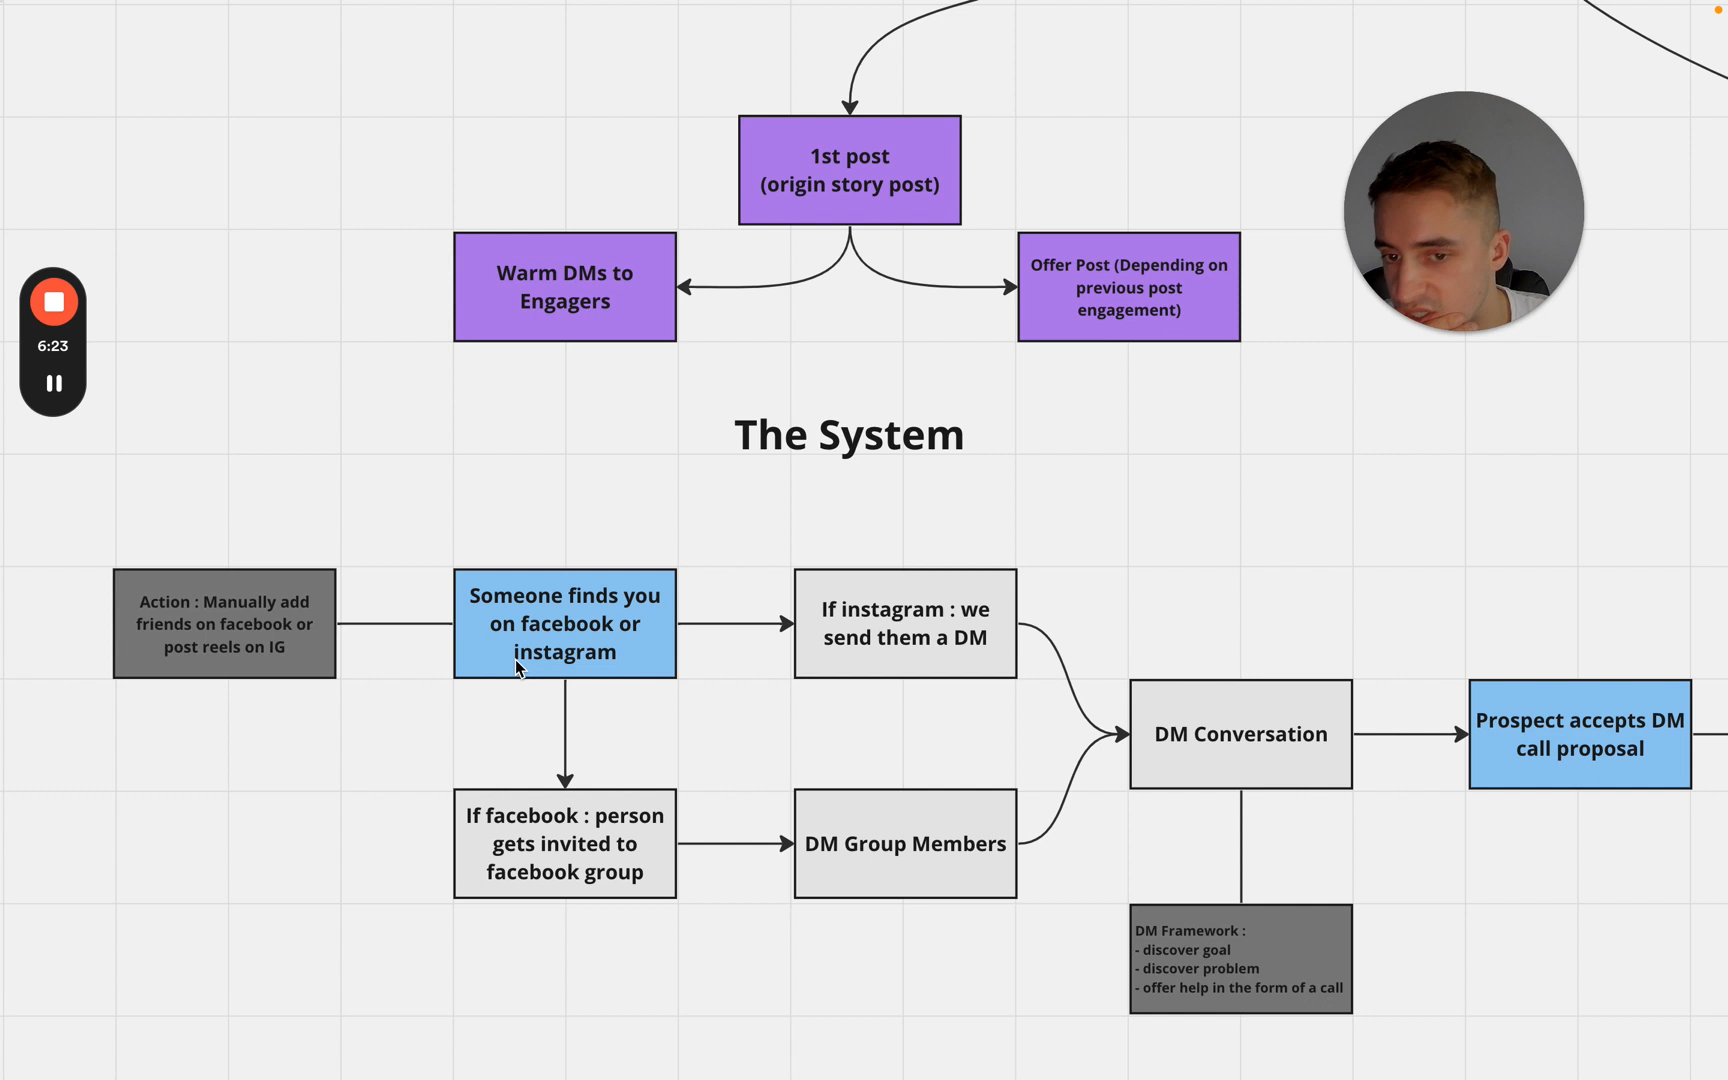 1st post
(origin story post)
Warm DMs to
Engagers
Offer Post (Depending on
previous post
engagement)
6:23
The System
Action : Manually add
friends on facebook or
post reels on IG
Someone finds you
on facebook or
instagram
If instagram : we
send them a DM
DM Conversation
Prospect accepts DM
call proposal
If facebook : person
gets invited to
facebook group
DM Group Members
DM Framework :
- discover goal
- discover problem
- offer help in the form of a call